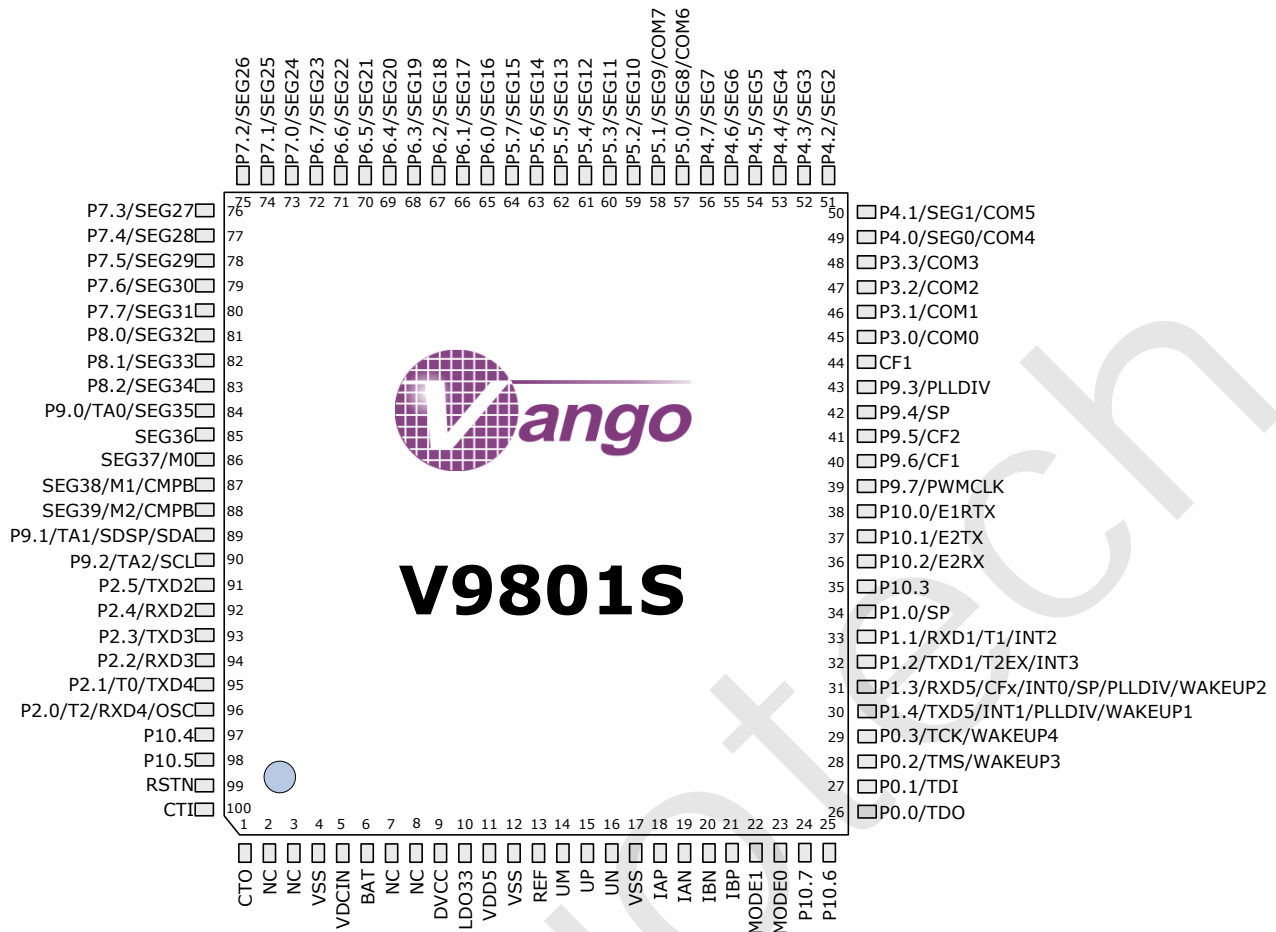 P7.2/SEG26
P7.1/SEG25
P7.0/SEG24
P6.7/SEG23
P6.6/SEG22
P6.5/SEG21
P6.4/SEG20
P6.3/SEG19
P6.2/SEG18
P6.1/SEG17
P6.0/SEG16
P5.7/SEG15
P5.6/SEG14
P5.5/SEG13
P5.4/SEG12
P5.3/SEG11
P5.2/SEG10
P5.1/SEG9/COM7
P5.0/SEG8/COM6
P4.7/SEG7
P4.6/SEG6
P4.5/SEG5
P4.4/SEG4
P4.3/SEG3
P4.2/SEG2
75 74 73 72 71 70 69 68 67 66 65 64 63 62 61 60 59 58 57 56 55 54 53 52 51
P7.3/SEG27 76
P7.4/SEG28 77
P7.5/SEG29 78
P7.6/SEG30 79
P7.7/SEG31 80
P8.0/SEG32 81
P8.1/SEG33 82
P8.2/SEG34 83
P9.0/TA0/SEG35 84
SEG36 85
SEG37/M0 86
SEG38/M1/CMPB 87
SEG39/M2/CMPB 88
P9.1/TA1/SDSP/SDA 89
P9.2/TA2/SCL 90
P2.5/TXD2 91
P2.4/RXD2 92
P2.3/TXD3 93
P2.2/RXD3 94
P2.1/T0/TXD4 95
P2.0/T2/RXD4/OSC 96
P10.4 97
P10.5 98
RSTN 99
CTI 100
Vango
V9801S
50 P4.1/SEG1/COM5
49 P4.0/SEG0/COM4
48 P3.3/COM3
47 P3.2/COM2
46 P3.1/COM1
45 P3.0/COM0
44 CF1
43 P9.3/PLLDIV
42 P9.4/SP
41 P9.5/CF2
40 P9.6/CF1
39 P9.7/PWMCLK
38 P10.0/E1RTX
37 P10.1/E2TX
36 P10.2/E2RX
35 P10.3
34 P1.0/SP
33 P1.1/RXD1/T1/INT2
32 P1.2/TXD1/T2EX/INT3
31 P1.3/RXD5/CFx/INT0/SP/PLLDIV/WAKEUP2
30 P1.4/TXD5/INT1/PLLDIV/WAKEUP1
29 P0.3/TCK/WAKEUP4
28 P0.2/TMS/WAKEUP3
27 P0.1/TDI
26 P0.0/TDO
1 2 3 4 5 6 7 8 9 10 11 12 13 14 15 16 17 18 19 20 21 22 23 24 25
CTO
NC
NC
VSS
VDCIN
BAT
NC
NC
DVCC
LDO33
VDD5
VSS
REF
UM
UP
UN
VSS
IAP
IAN
IBN
IBP
MODE1
MODE0
P10.7
P10.6
otech